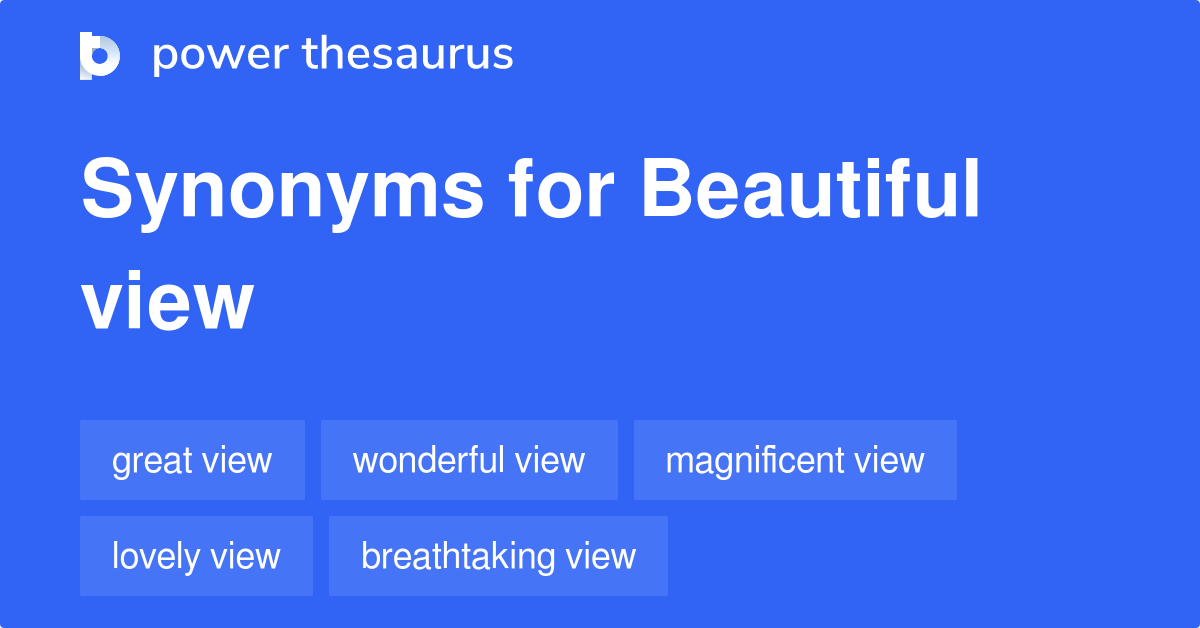 power thesaurus
Synonyms for Beautiful
view
great view
wonderful view
magnificent view
lovely view
breathtaking view